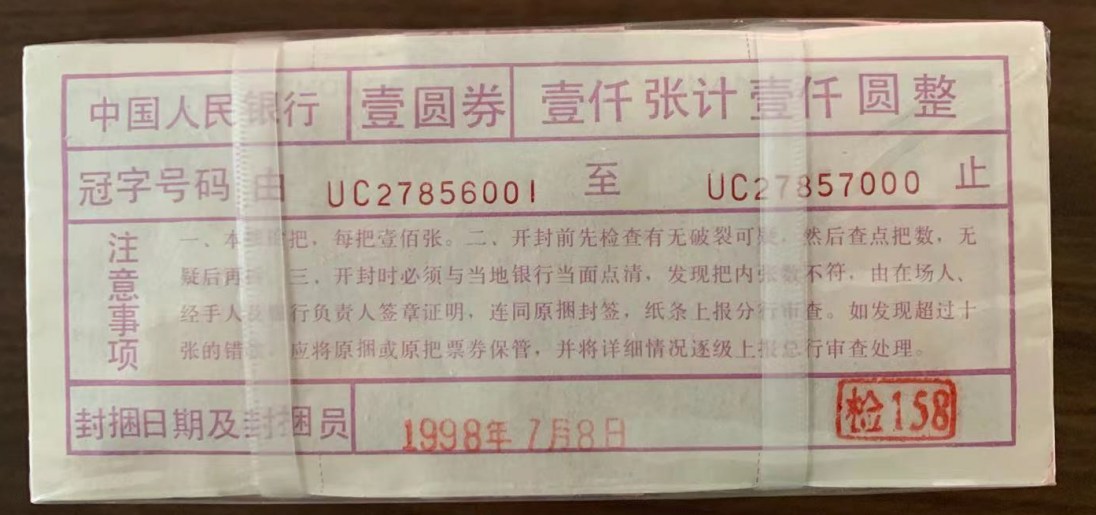 中国人民银行 壹圆券 壹仟张计壹仟圆整
冠字号码 由 UC27856001 至 UC27857000 止
注意事项
一、本捆 把，每把壹佰张。二、开封前先检查有无破裂可疑，然后查点把数，无
疑后再 三、开封时必须与当地银行当面点清，发现把内张数不符，由在场人、
经手人及银行负责人签章证明，连同原捆封签，纸条上报分行审查。如发现超过十
张的错 应将原捆或原把票券保管，并将详细情况逐级上报总行审查处理。
封捆日期及封捆员 1998年7月8日 检158